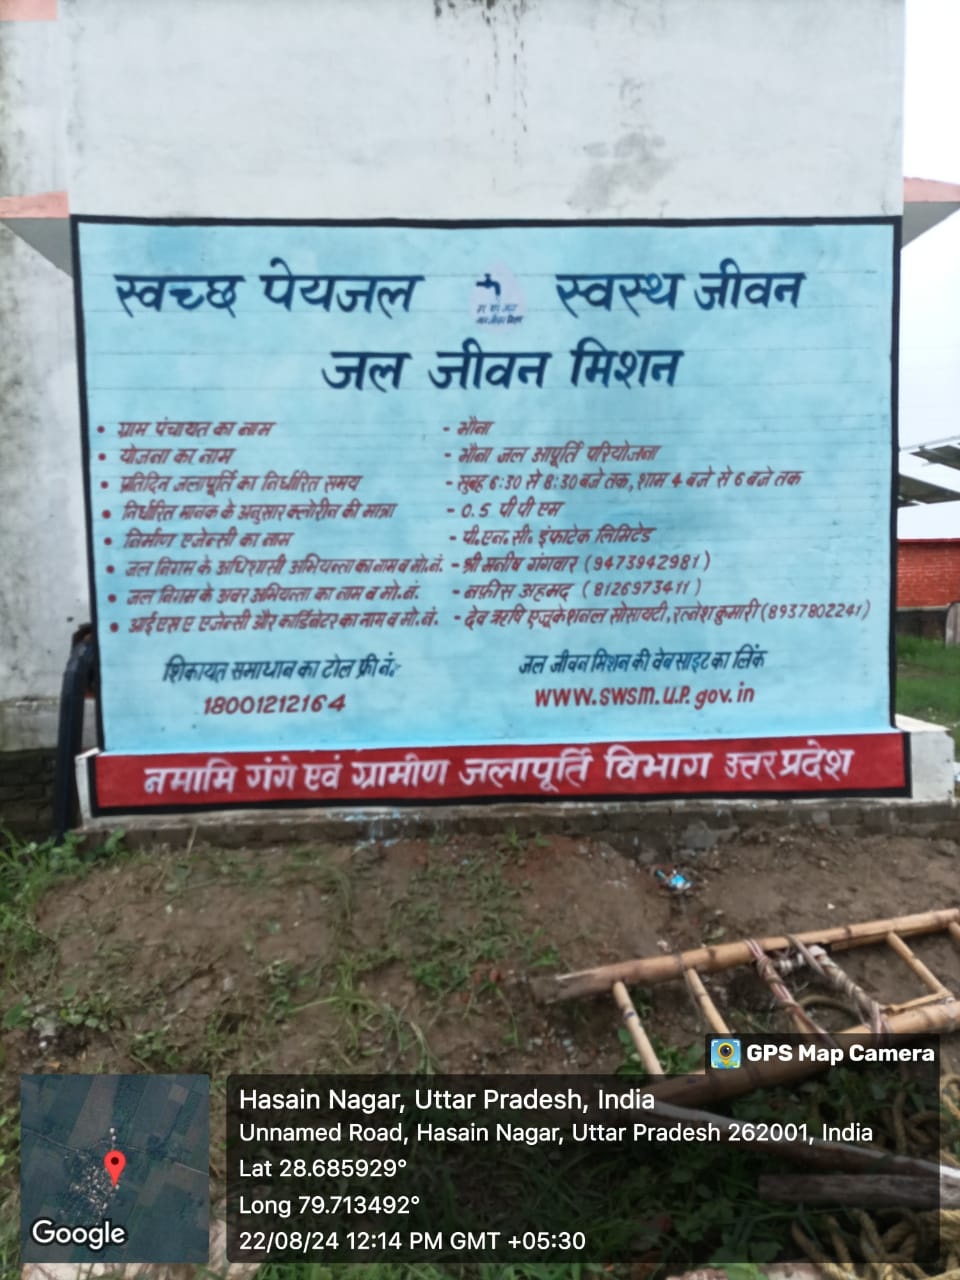 स्वच्छ पेयजल स्वस्थ जीवन
जल जीवन मिशन
• ग्राम पंचायत का नाम - भौना
• योजना का नाम - भौना जल आपूर्ति परियोजना
• प्रतिदिन जलापूर्ति का निर्धारित समय - सुबह 6:30 से 8:30 बजे तक, शाम 4 बजे से 6 बजे तक
• निर्धारित मानक के अनुसार क्लोरीन की मात्रा - 0.5 पी पी एम
• निर्माण एजेन्सी का नाम - पी.एन.सी. इंफाटेक लिमिटेड
• जल निगम के अधिशासी अभियन्ता का नाम व मो.नं. - श्री मनीष गंगवार (9473942981)
• जल निगम के अवर अभियन्ता का नाम व मो.नं. - नफ़ीस अहमद (8126973411)
• आई एस ए एजेन्सी और कार्डिनेटर का नाम व मो.नं. - देव ऋषि एजूकेशनल सोसायटी, रत्नेश कुमारी (8937802241)
शिकायत समाधान का टोल फ्री नं.
18001212164
जल जीवन मिशन की वेब साइट का लिंक
www.swsm.u.p.gov.in
नमामि गंगे एवं ग्रामीण जलापूर्ति विभाग उत्तर प्रदेश
GPS Map Camera
Hasain Nagar, Uttar Pradesh, India
Unnamed Road, Hasain Nagar, Uttar Pradesh 262001, India
Lat 28.685929°
Long 79.713492°
22/08/24 12:14 PM GMT +05:30
Google